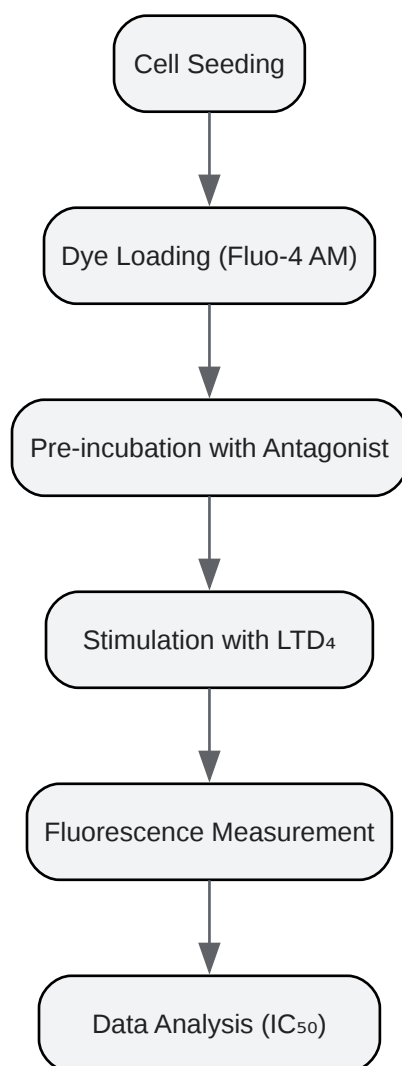 Cell Seeding
Dye Loading (Fluo-4 AM)
Pre-incubation with Antagonist
Stimulation with LTD₄
Fluorescence Measurement
Data Analysis (IC₅₀)